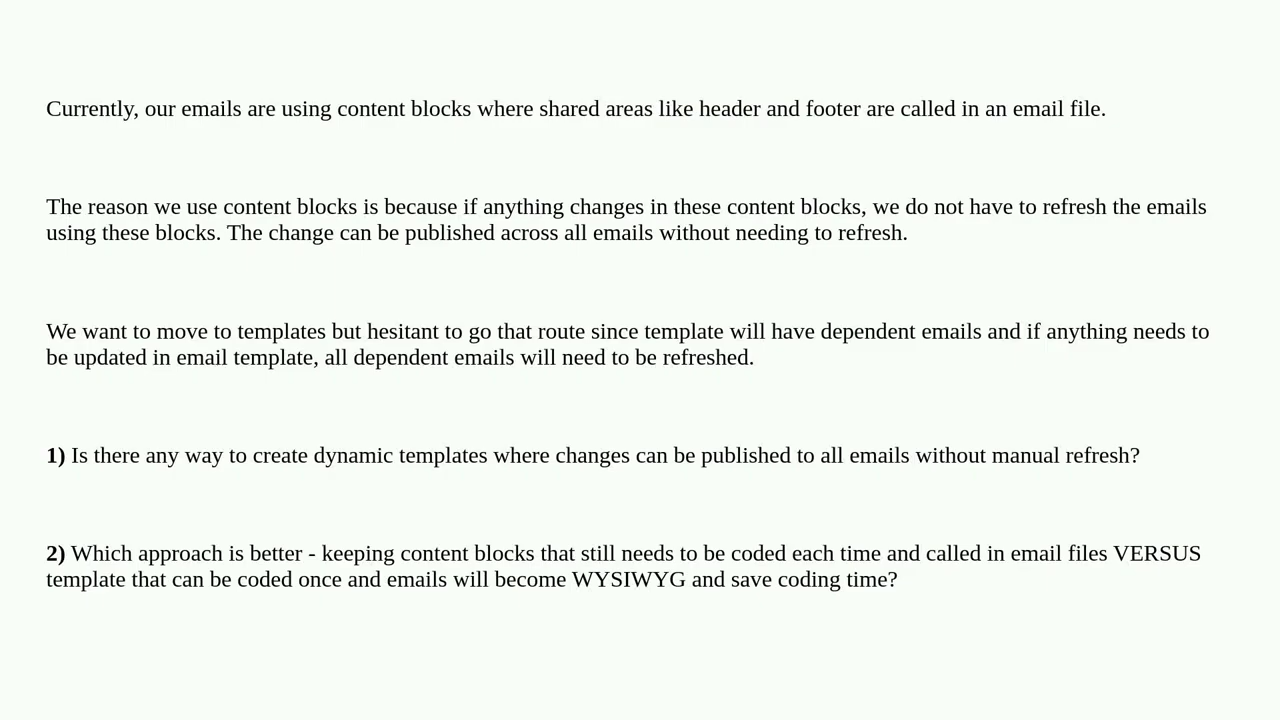 Currently, our emails are using content blocks where shared areas like header and footer are called in an email file.
The reason we use content blocks is because if anything changes in these content blocks, we do not have to refresh the emails
using these blocks. The change can be published across all emails without needing to refresh.
We want to move to templates but hesitant to go that route since template will have dependent emails and if anything needs to
be updated in email template, all dependent emails will need to be refreshed.
1) Is there any way to create dynamic templates where changes can be published to all emails without manual refresh?
2) Which approach is better - keeping content blocks that still needs to be coded each time and called in email files VERSUS
template that can be coded once and emails will become WYSIWYG and save coding time?